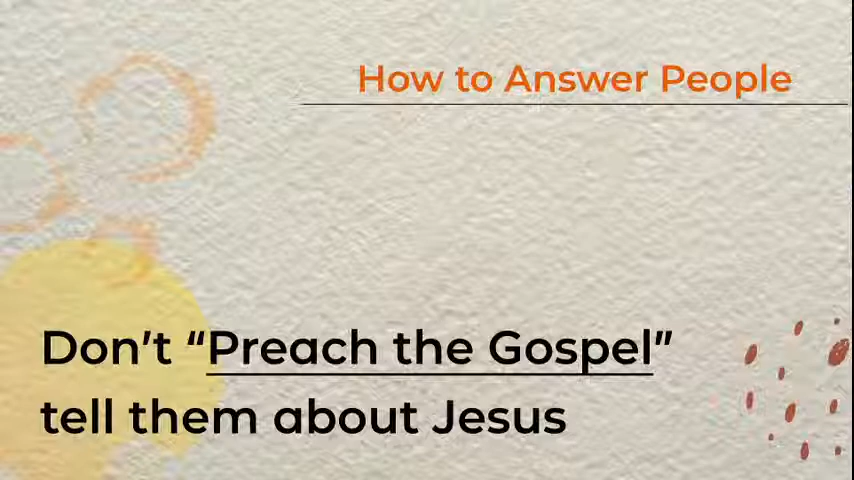 How to Answer People
Don’t “Preach the Gospel”
tell them about Jesus